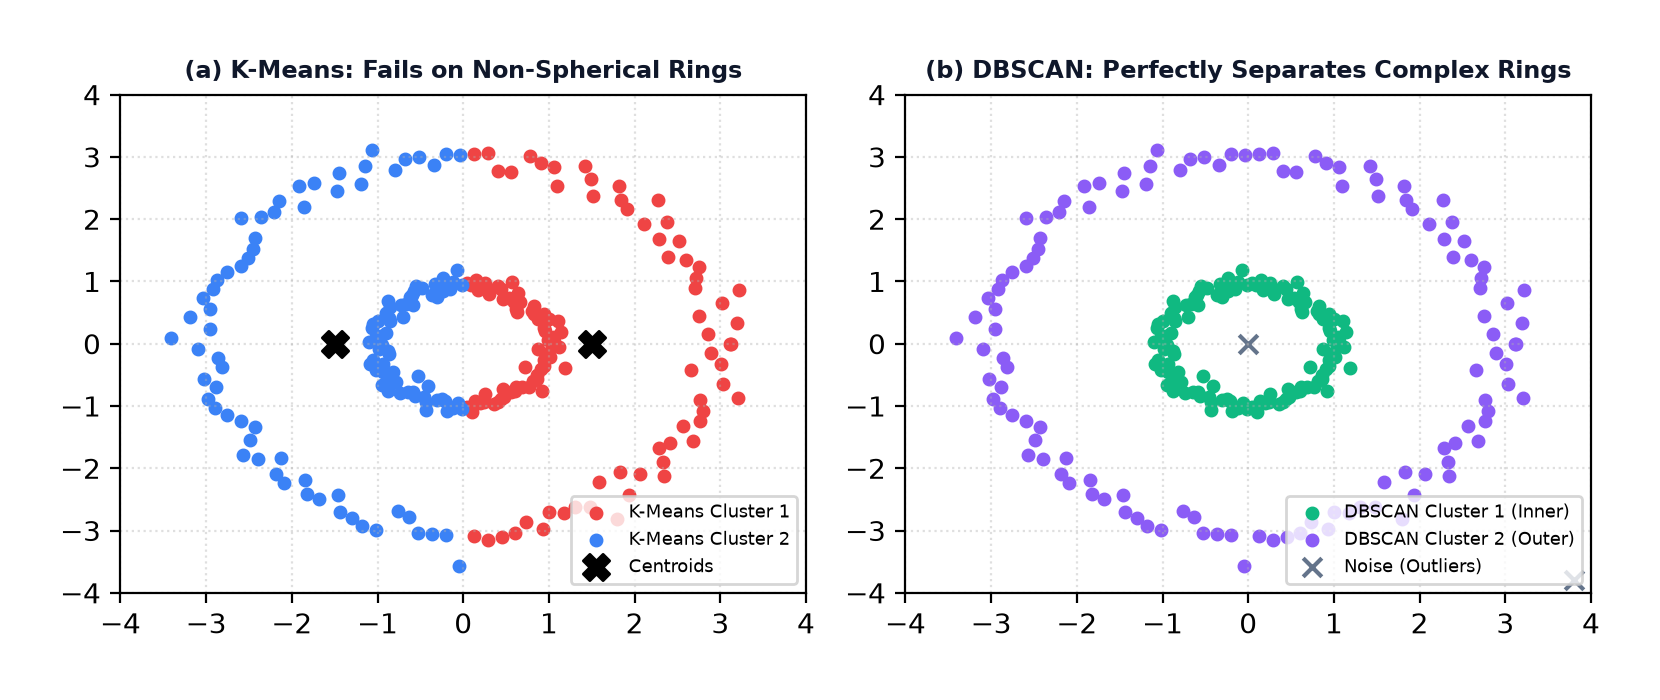 (a) K-Means: Fails on Non-Spherical Rings
4
3
2
1
0
−1
−2
−3
−4
−4 −3 −2 −1 0 1 2 3 4
K-Means Cluster 1
K-Means Cluster 2
Centroids
(b) DBSCAN: Perfectly Separates Complex Rings
4
3
2
1
0
−1
−2
−3
−4
−4 −3 −2 −1 0 1 2 3 4
DBSCAN Cluster 1 (Inner)
DBSCAN Cluster 2 (Outer)
Noise (Outliers)